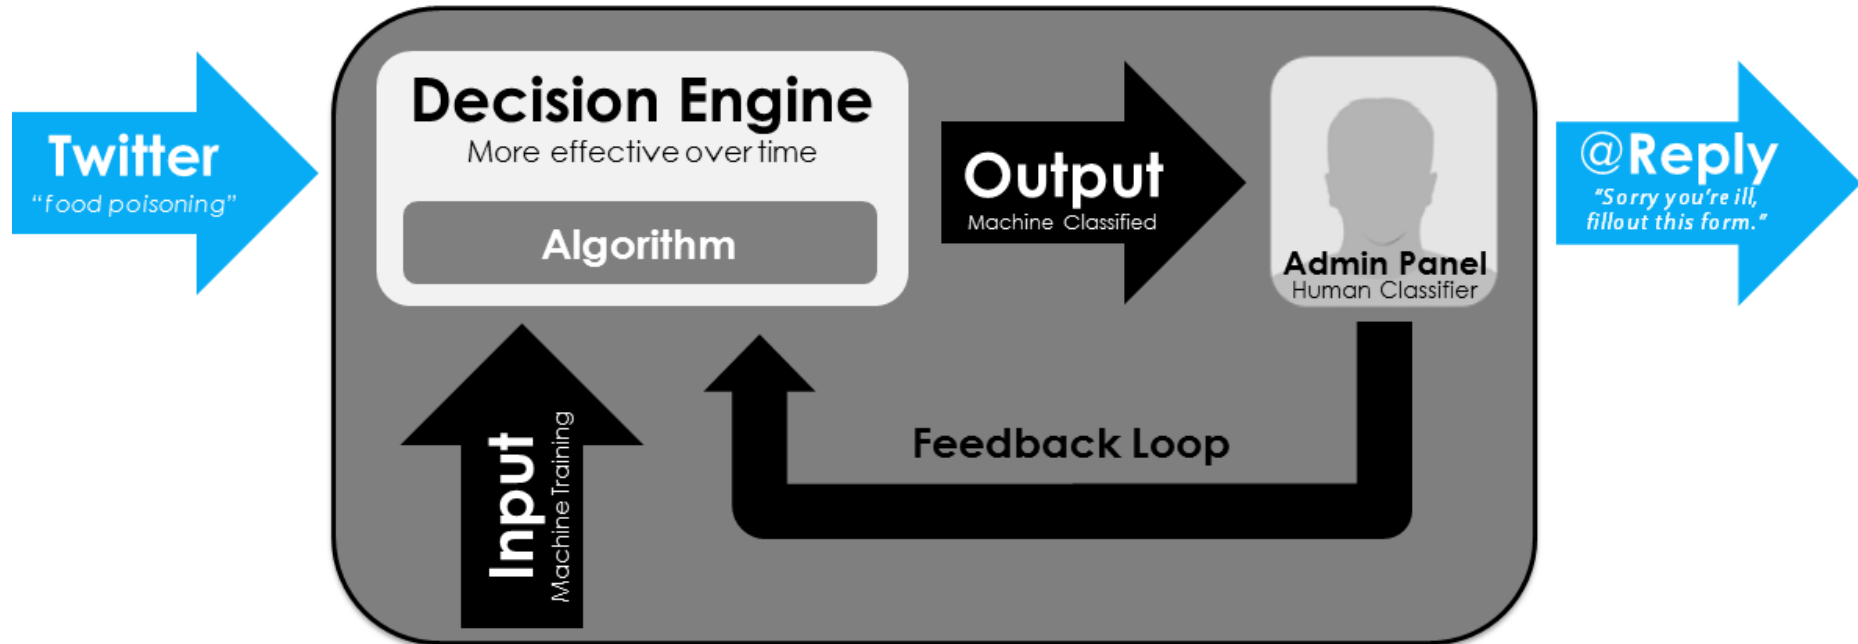 Twitter
“food poisoning”
Decision Engine
More effective over time
Algorithm
Output
Machine Classified
Admin Panel
Human Classifier
@Reply
“Sorry you’re ill,
fillout this form.”
Input
Machine Training
Feedback Loop